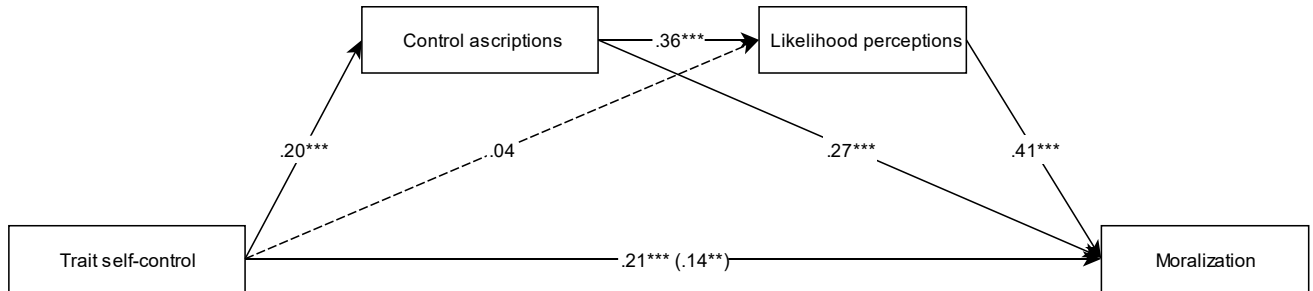 Control ascriptions
.36***
Likelihood perceptions
.20***
.04
.27***
.41***
Trait self-control
.21*** (.14**)
Moralization